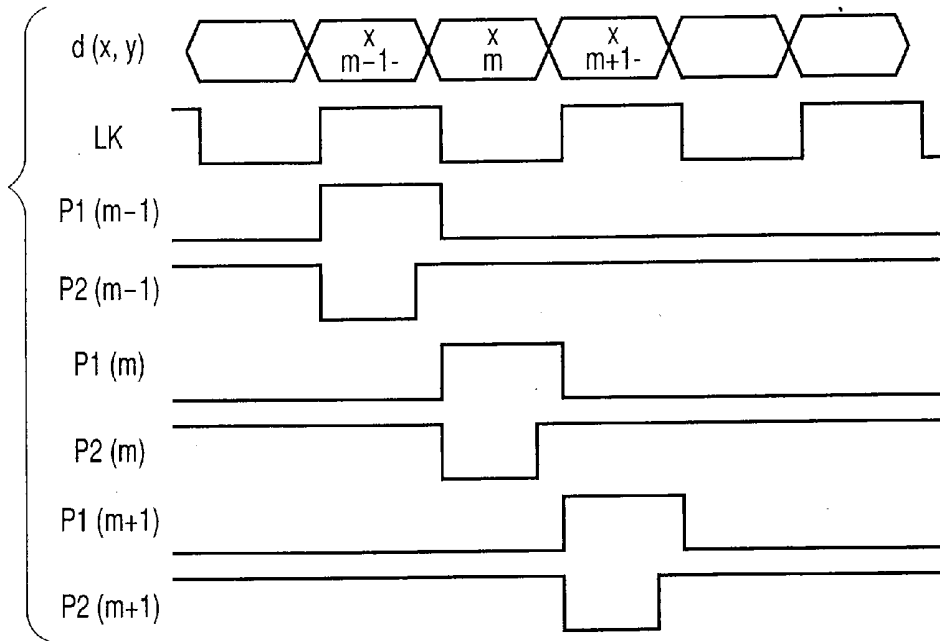 d (x, y)
x
m–1-
x
m
x
m+1-
LK
P1 (m–1)
P2 (m–1)
P1 (m)
P2 (m)
P1 (m+1)
P2 (m+1)